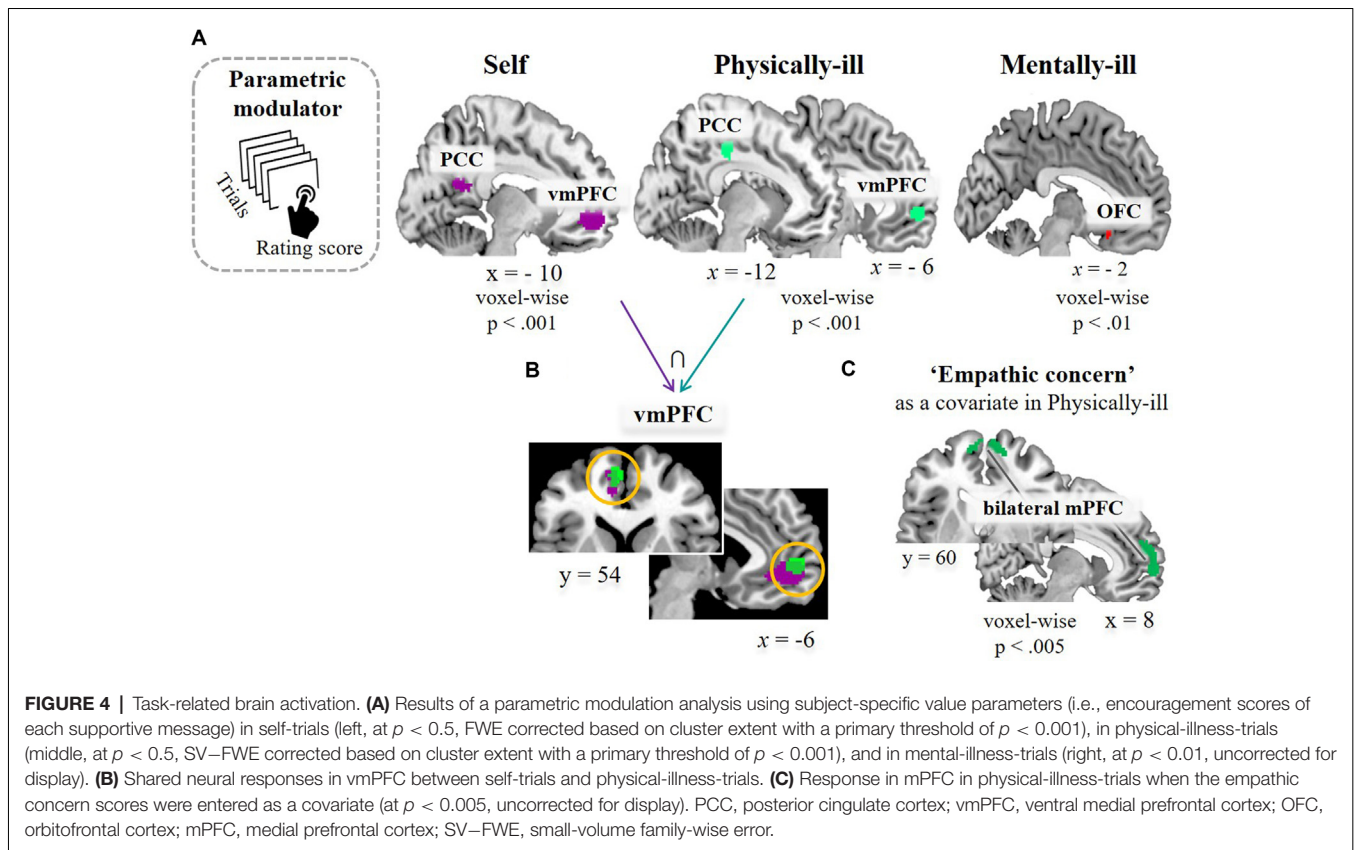 A
Parametric
modulator
Trials
Rating score
Self
PCC
vmPFC
x = - 10
voxel-wise
p < .001
Physically-ill
PCC
vmPFC
x = -12
x = - 6
voxel-wise
p < .001
Mentally-ill
OFC
x = - 2
voxel-wise
p < .01
∩
B
vmPFC
y = 54
x = -6
C
‘Empathic concern’
as a covariate in Physically-ill
bilateral mPFC
y = 60
x = 8
voxel-wise
p < .005
FIGURE 4 | Task-related brain activation. (A) Results of a parametric modulation analysis using subject-specific value parameters (i.e., encouragement scores of
each supportive message) in self-trials (left, at p < 0.5, FWE corrected based on cluster extent with a primary threshold of p < 0.001), in physical-illness-trials
(middle, at p < 0.5, SV−FWE corrected based on cluster extent with a primary threshold of p < 0.001), and in mental-illness-trials (right, at p < 0.01, uncorrected for
display). (B) Shared neural responses in vmPFC between self-trials and physical-illness-trials. (C) Response in mPFC in physical-illness-trials when the empathic
concern scores were entered as a covariate (at p < 0.005, uncorrected for display). PCC, posterior cingulate cortex; vmPFC, ventral medial prefrontal cortex; OFC,
orbitofrontal cortex; mPFC, medial prefrontal cortex; SV−FWE, small-volume family-wise error.